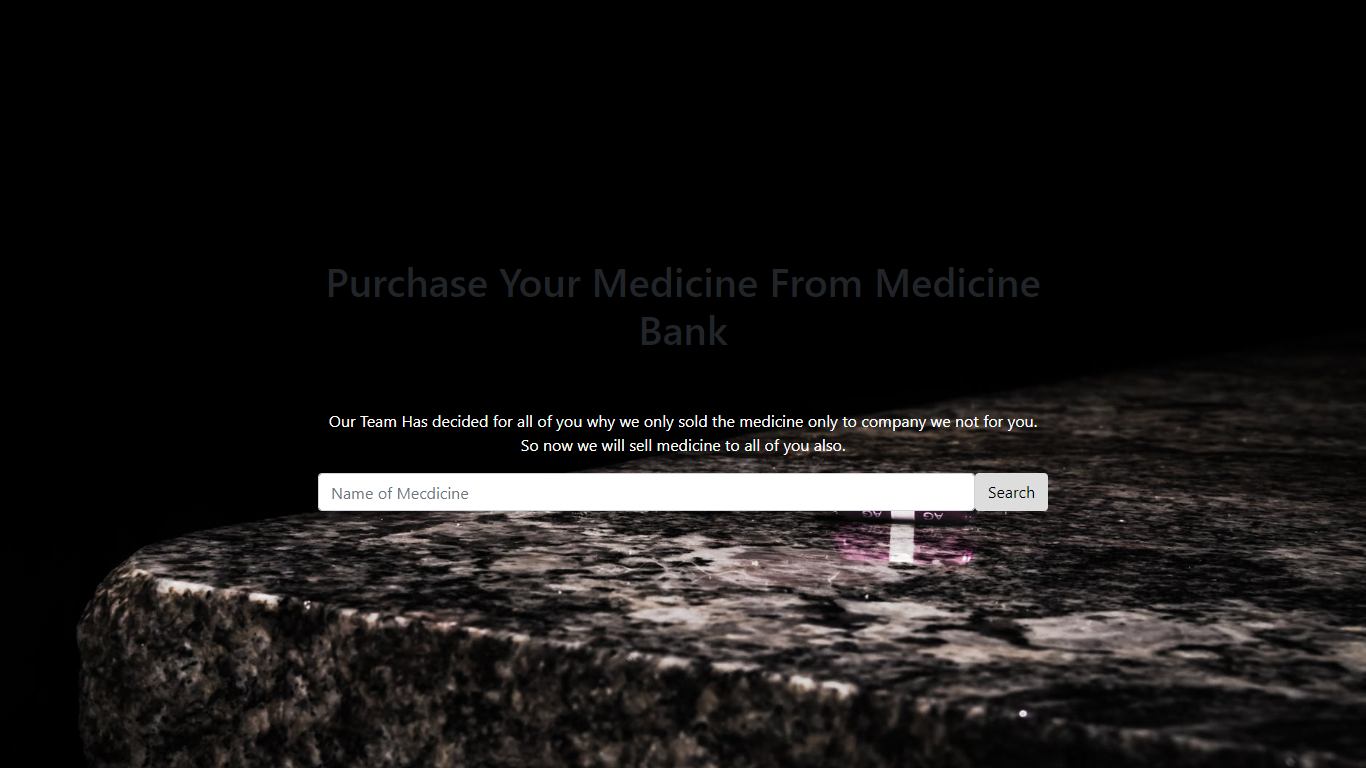 Purchase Your Medicine From Medicine
Bank
Our Team Has decided for all of you why we only sold the medicine only to company we not for you.
So now we will sell medicine to all of you also.
Name of Mecdicine
Search
AG AG